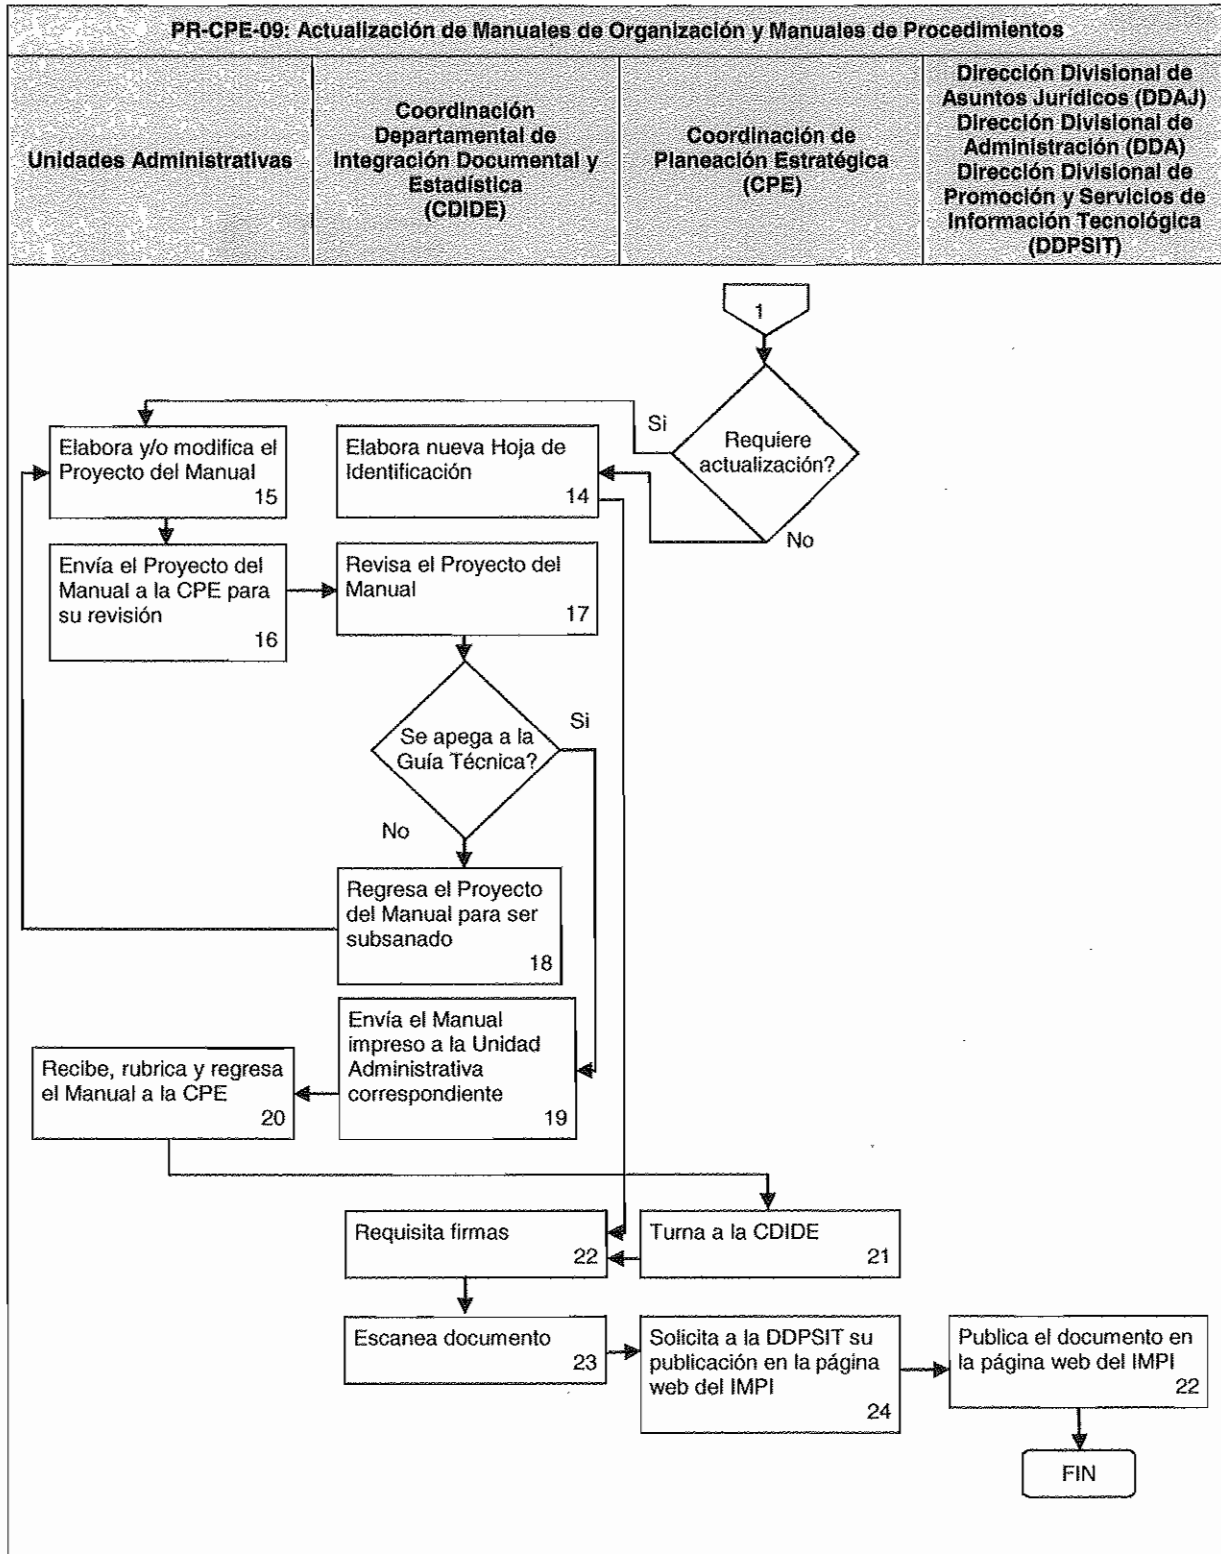 PR-CPE-09: Actualización de Manuales de Organización y Manuales de Procedimientos
Unidades Administrativas
Coordinación
Departamental de
Integración Documental y
Estadística
(CDIDE)
Coordinación de
Planeación Estratégica
(CPE)
Dirección Divisional de
Asuntos Jurídicos (DDAJ)
Dirección Divisional de
Administración (DDA)
Dirección Divisional de
Promoción y Servicios de
Información Tecnológica
(DDPSIT)
1
Requiere
actualización?
Si
No
Elabora nueva Hoja de
Identificación
14
Elabora y/o modifica el
Proyecto del Manual
15
Envía el Proyecto del
Manual a la CPE para
su revisión
16
Revisa el Proyecto del
Manual
17
Se apega a la
Guía Técnica?
Si
No
Regresa el Proyecto
del Manual para ser
subsanado
18
Envía el Manual
impreso a la Unidad
Administrativa
correspondiente
19
Recibe, rubrica y regresa
el Manual a la CPE
20
Turna a la CDIDE
21
Requisita firmas
22
Escanea documento
23
Solicita a la DDPSIT su
publicación en la página
web del IMPI
24
Publica el documento en
la página web del IMPI
22
FIN